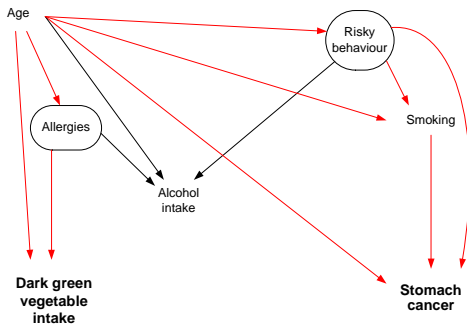 Age
Risky
behaviour
Allergies
Smoking
Alcohol
intake
Dark green
vegetable
intake
Stomach
cancer